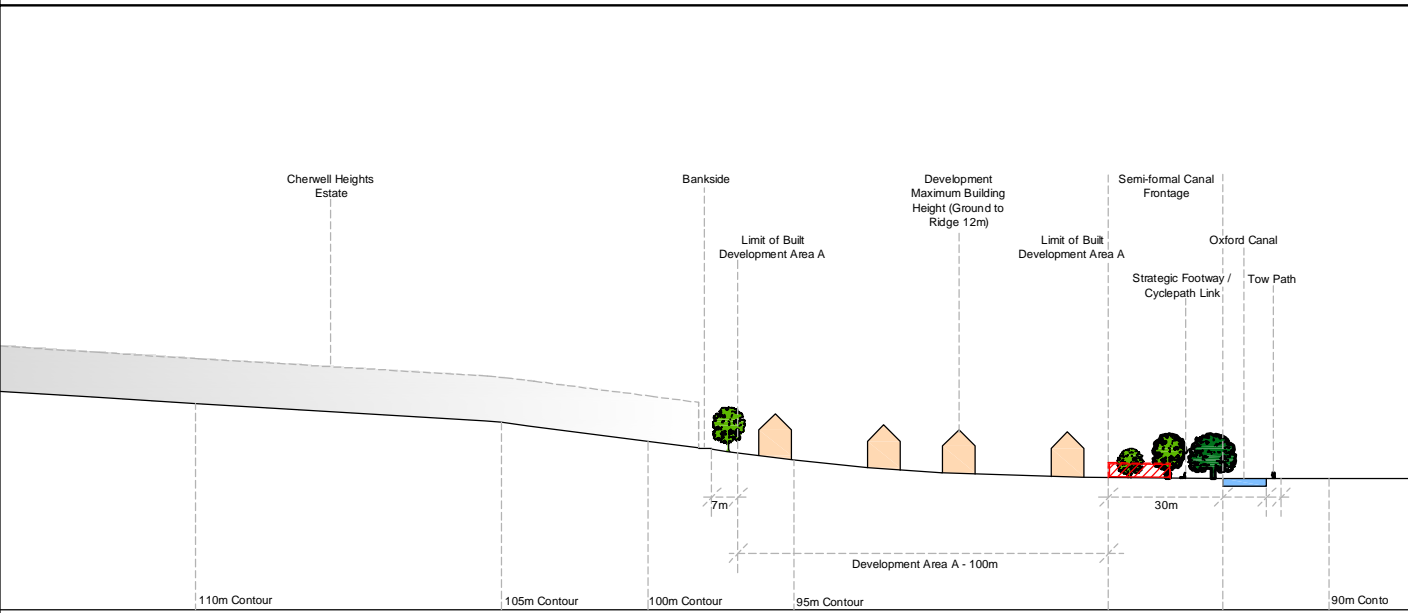 Cherwell Heights
Estate
Bankside
Development
Maximum Building
Height (Ground to
Ridge 12m)
Semi-formal Canal
Frontage
Limit of Built
Development Area A
Limit of Built
Development Area A
Oxford Canal
Strategic Footway /
Cyclepath Link
Tow Path
7m
30m
Development Area A - 100m
110m Contour
105m Contour
100m Contour
95m Contour
90m Conto